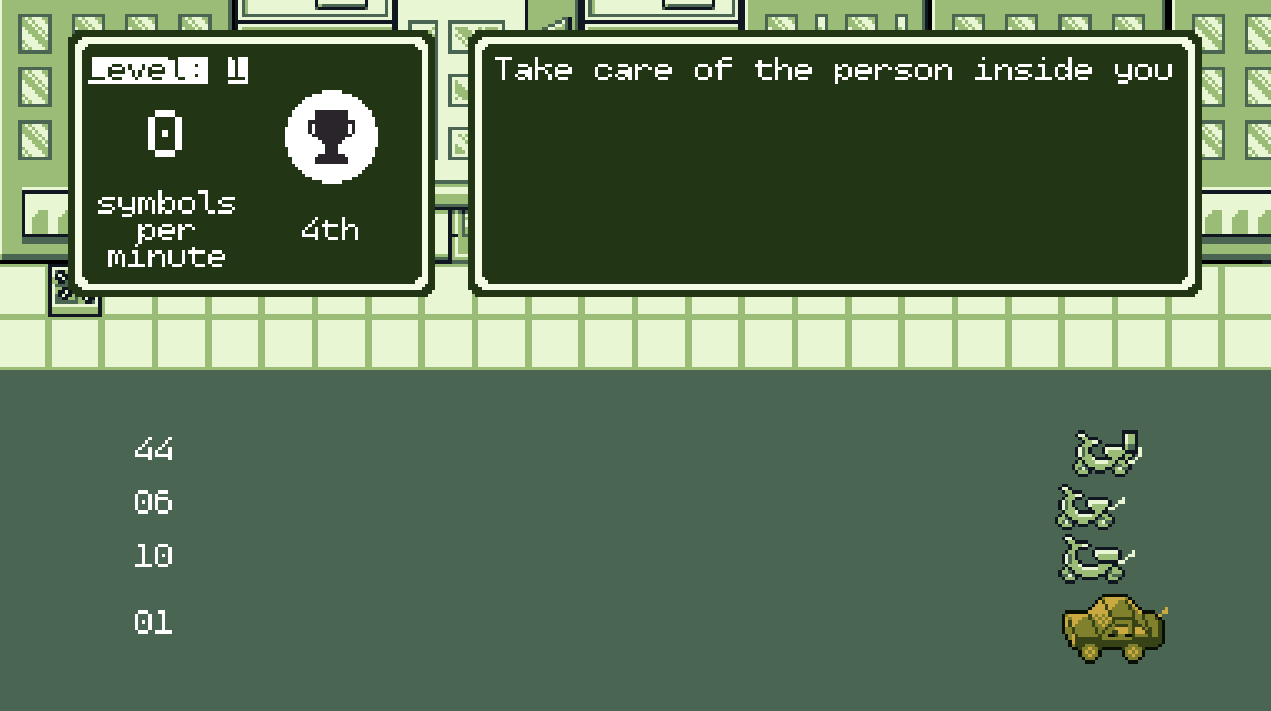 Level: 1
0
symbols
per
minute
4th
Take care of the person inside you
44
06
10
01